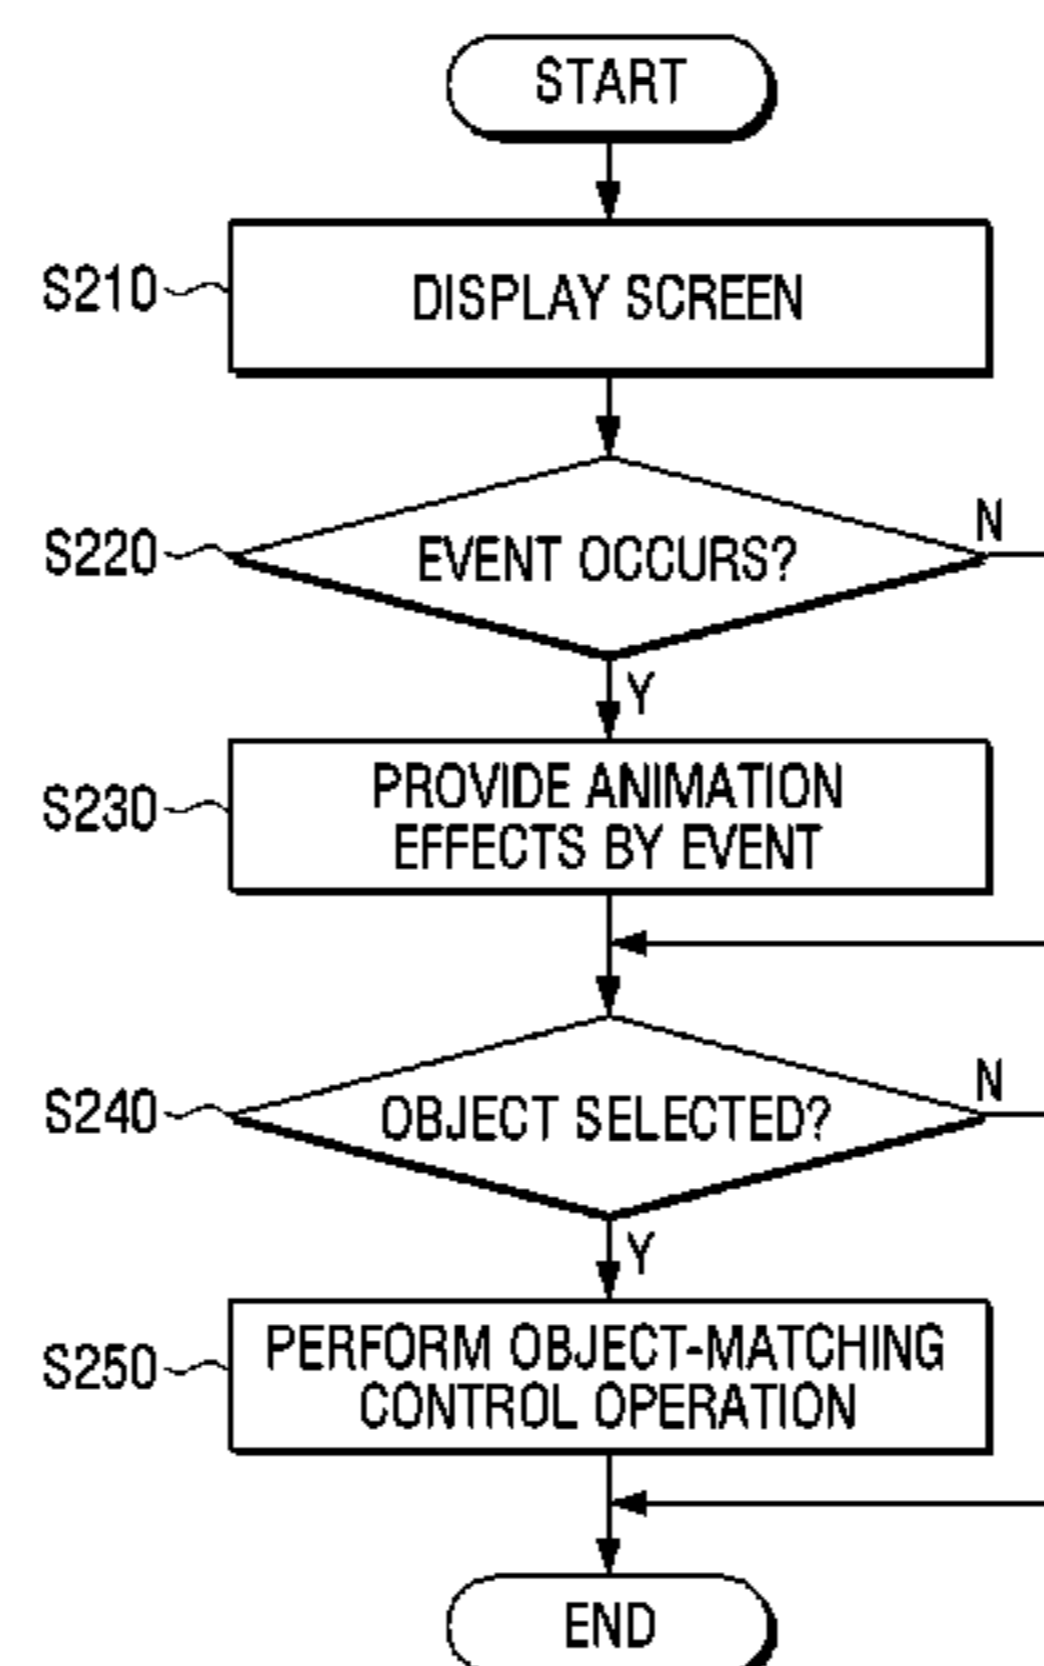 START
S210
DISPLAY SCREEN
S220
EVENT OCCURS?
N
Y
S230
PROVIDE ANIMATION
EFFECTS BY EVENT
S240
OBJECT SELECTED?
N
Y
S250
PERFORM OBJECT-MATCHING
CONTROL OPERATION
END